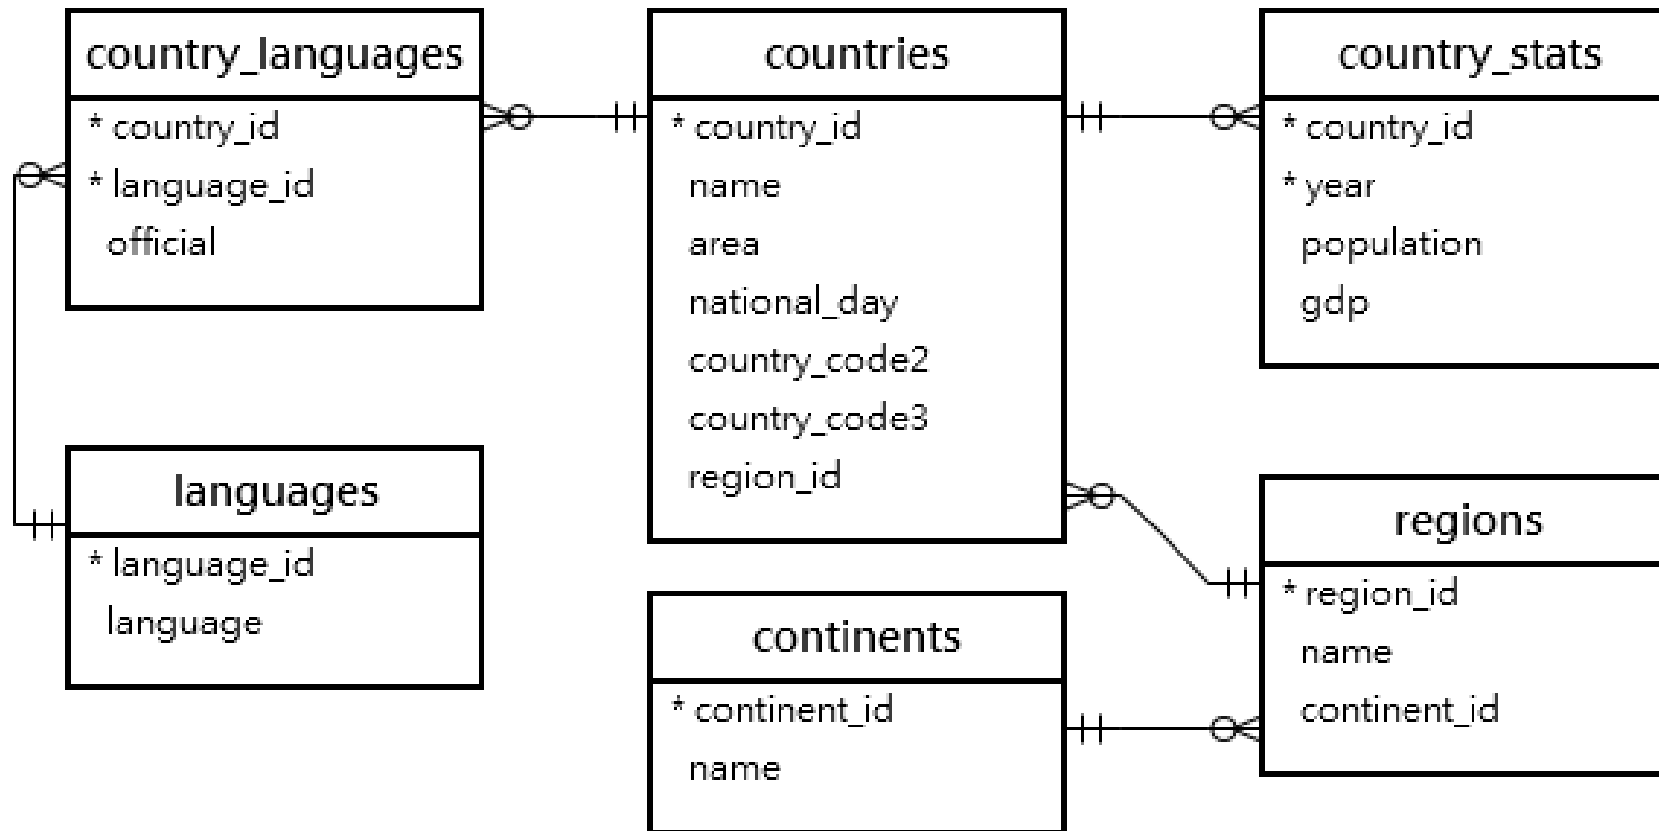 country_languages
* country_id
* language_id
official
countries
* country_id
name
area
national_day
country_code2
country_code3
region_id
country_stats
* country_id
* year
population
gdp
languages
* language_id
language
continents
* continent_id
name
regions
* region_id
name
continent_id